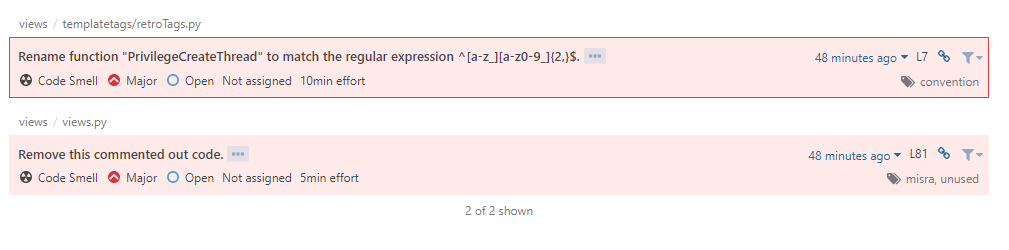 views / templatetags/retroTags.py
Rename function "PrivilegeCreateThread" to match the regular expression ^[a-z_][a-z0-9_]{2,}$. ••• 48 minutes ago L7
Code Smell Major Open Not assigned 10min effort convention
views / views.py
Remove this commented out code. ••• 48 minutes ago L81
Code Smell Major Open Not assigned 5min effort misra, unused
2 of 2 shown